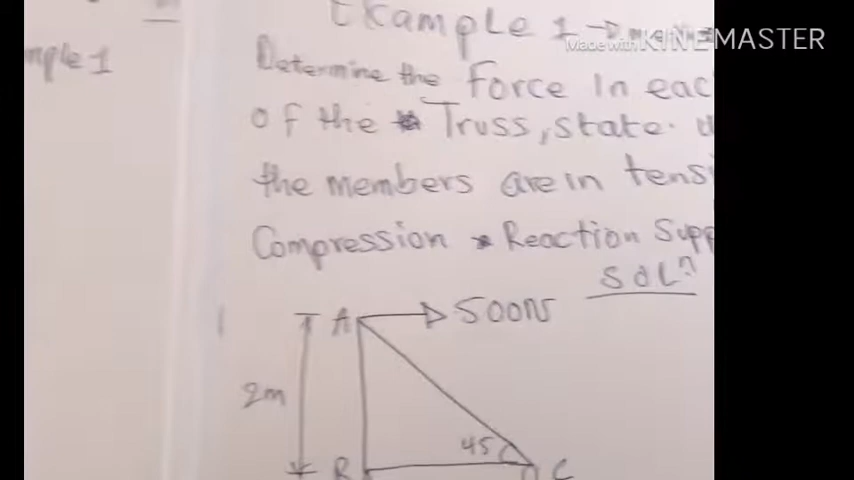 Example 1
Made with KINEMASTER
mple 1
Determine the Force in eac
of the Truss, state.
the members are in tensi
Compression * Reaction Supp
SOLn
A 500N
2m
45
B C